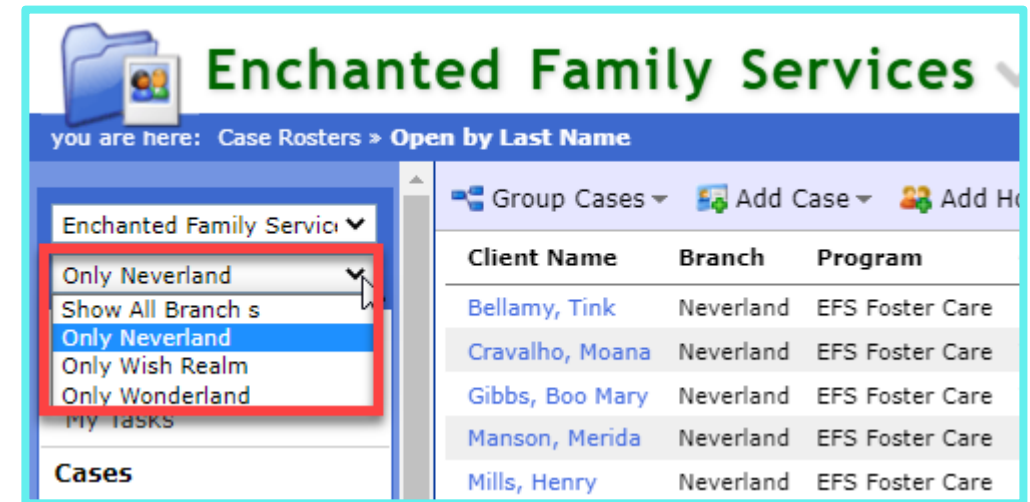 Enchanted Family Services
you are here: Case Rosters » Open by Last Name
Enchanted Family Servic
Group Cases Add Case Add Ho
Only Neverland
Show All Branch s
Only Neverland
Only Wish Realm
Only Wonderland
My Tasks
Cases
Client Name Branch Program
Bellamy, Tink Neverland EFS Foster Care
Cravalho, Moana Neverland EFS Foster Care
Gibbs, Boo Mary Neverland EFS Foster Care
Manson, Merida Neverland EFS Foster Care
Mills, Henry Neverland EFS Foster Care